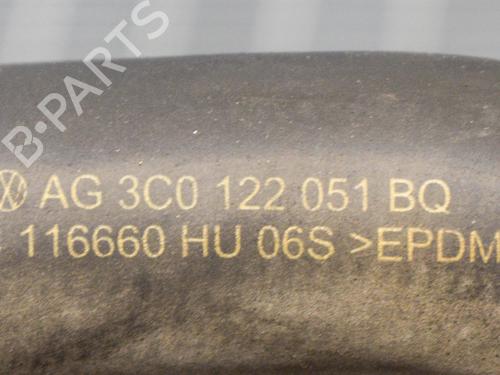 B-PARTS
AG 3C0 122 051 BQ
116660 HU 06S >EPDM